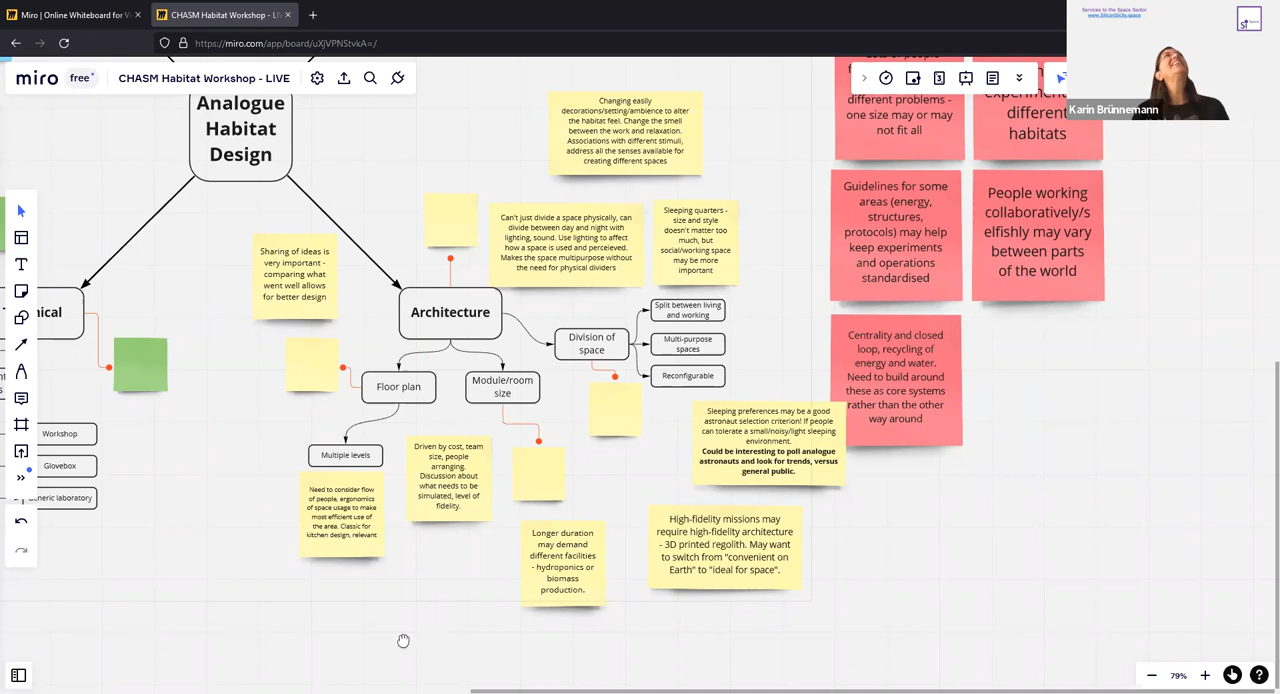 Miro | Online Whiteboard for Vi
CHASM Habitat Workshop - LIVE
https://miro.com/app/board/uXjVPNStvkA=/
Services to the Space Sector
www.SiliconSicily.space
Karin Brünnemann
miro
free
CHASM Habitat Workshop - LIVE
Analogue
Habitat
Design
Changing easily
decorations/setting/ambience to alter
the habitat feel. Change the smell
between the work and relaxation.
Associations with different stimuli,
address all the senses available for
creating different spaces
different problems -
one size may or may
not fit all
different
habitats
Guidelines for some
areas (energy,
structures,
protocols) may help
keep experiments
and operations
standardised
People working
collaboratively/s
elfishly may vary
between parts
of the world
Centrality and closed
loop, recycling of
energy and water.
Need to build around
these as core systems
rather than the other
way around
Sharing of ideas is
very important -
comparing what
went well allows
for better design
Can't just divide a space physically, can
divide between day and night with
lighting, sound. Use lighting to affect
how a space is used and perceieved.
Makes the space multipurpose without
the need for physical dividers
Sleeping quarters -
size and style
doesn't matter too
much, but
social/working space
may be more
important
nical
Architecture
Division of
space
Split between living
and working
Multi-purpose
spaces
Reconfigurable
Floor plan
Module/room
size
Multiple levels
Workshop
Glovebox
Generic laboratory
Need to consider flow
of people, ergonomics
of space usage to make
most efficient use of
the area. Classic for
kitchen design, relevant
Driven by cost, team
size, people
arranging.
Discussion about
what needs to be
simulated, level of
fidelity.
Longer duration
may demand
different facilities
- hydroponics or
biomass
production.
Sleeping preferences may be a good
astronaut selection criterion! If people
can tolerate a small/noisy/light sleeping
environment.
Could be interesting to poll analogue
astronauts and look for trends, versus
general public.
High-fidelity missions may
require high-fidelity architecture
- 3D printed regolith. May want
to switch from "convenient on
Earth" to "ideal for space".
79%